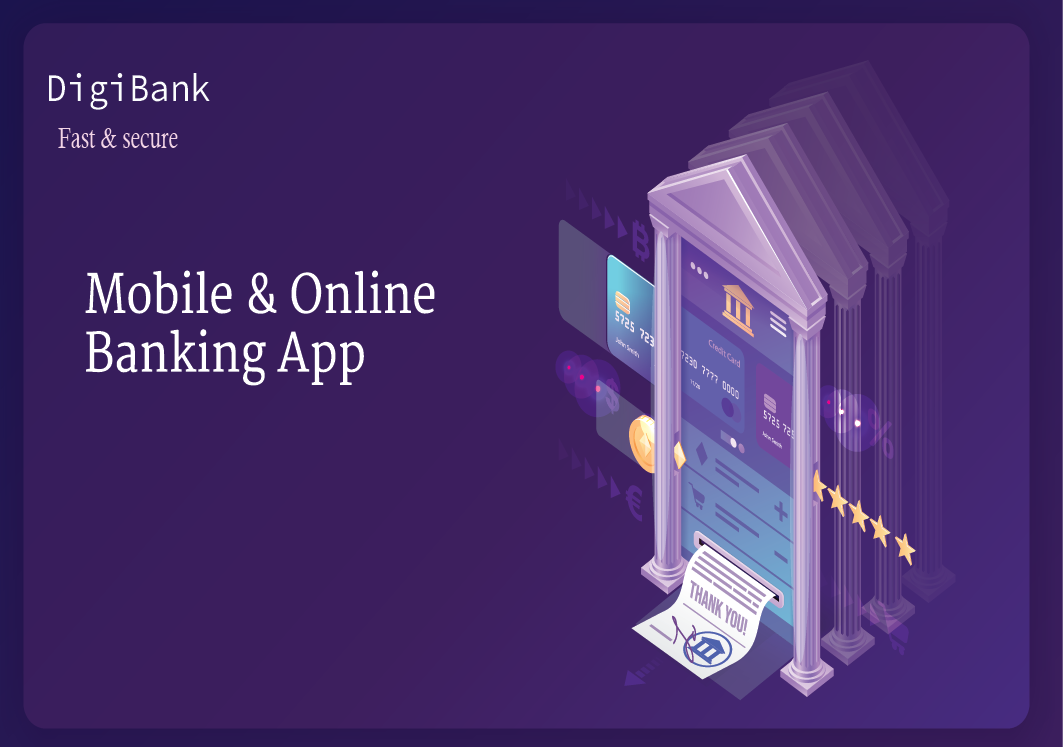 DigiBank
Fast & secure
Mobile & Online
Banking App
5725 723
John Smith
Credit Card
7230 7777 0000
11/28
5725 725
John Smith
THANK YOU!